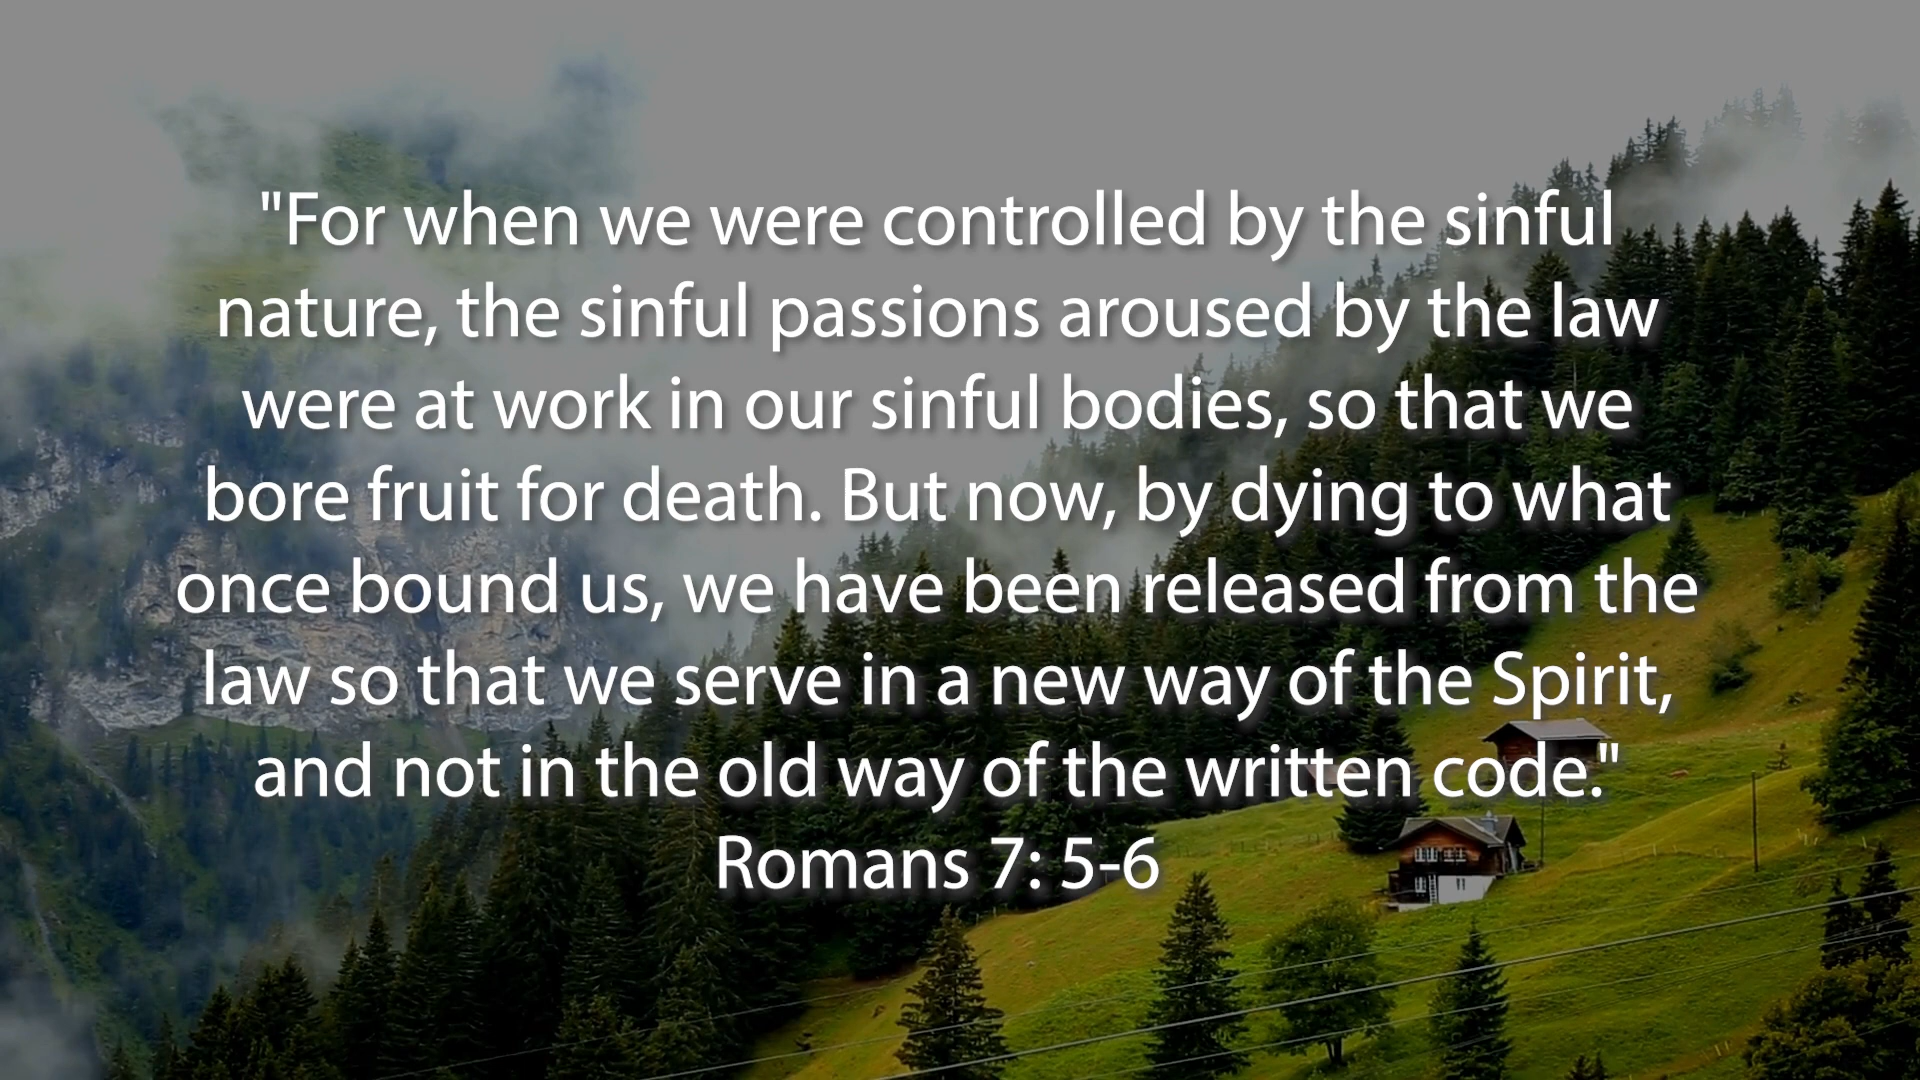 "For when we were controlled by the sinful
nature, the sinful passions aroused by the law
were at work in our sinful bodies, so that we
bore fruit for death. But now, by dying to what
once bound us, we have been released from the
law so that we serve in a new way of the Spirit,
and not in the old way of the written code."
Romans 7: 5-6